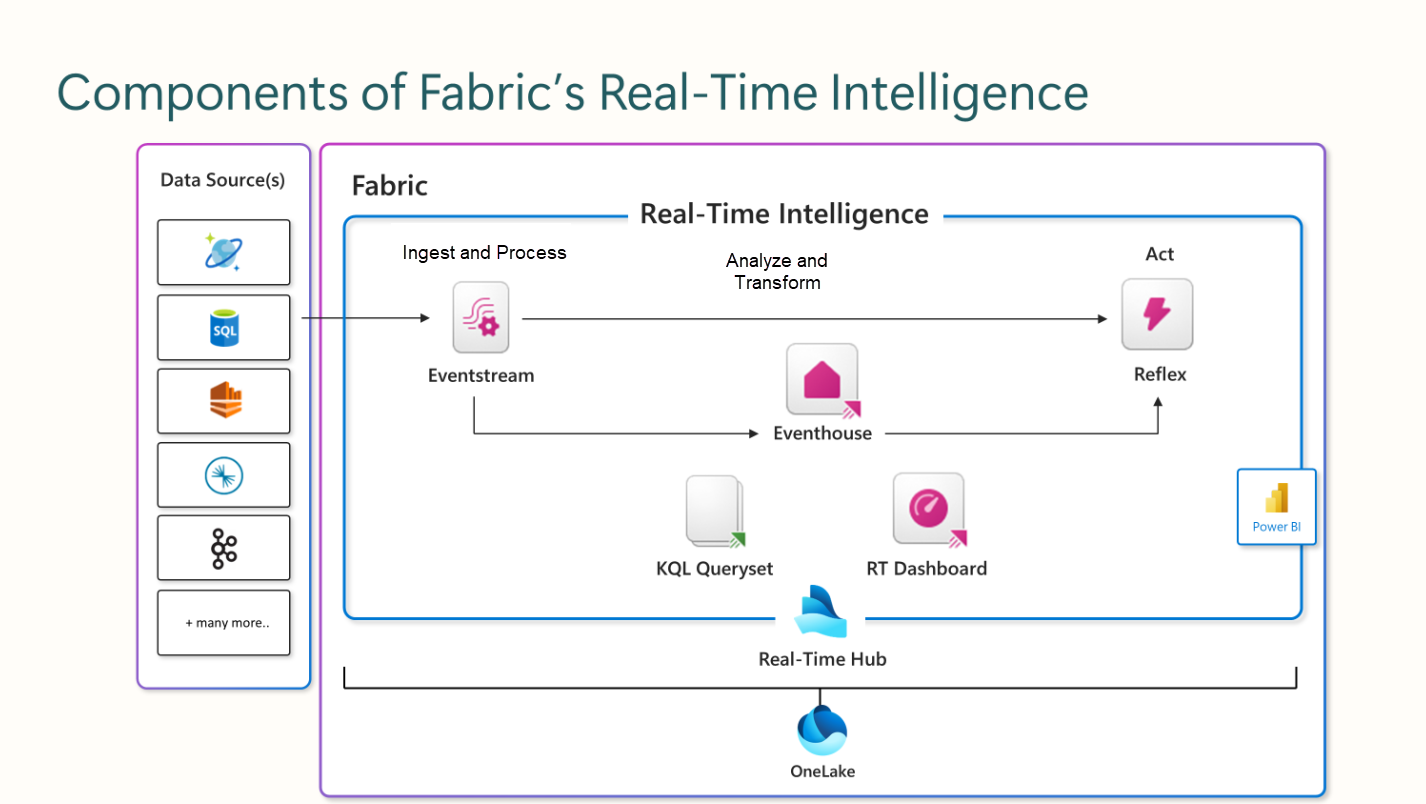 Components of Fabric’s Real-Time Intelligence
Data Source(s)
SQL
+ many more..
Fabric
Real-Time Intelligence
Ingest and Process
Analyze and
Transform
Act
Eventstream
Reflex
Eventhouse
KQL Queryset
RT Dashboard
Power BI
Real-Time Hub
OneLake